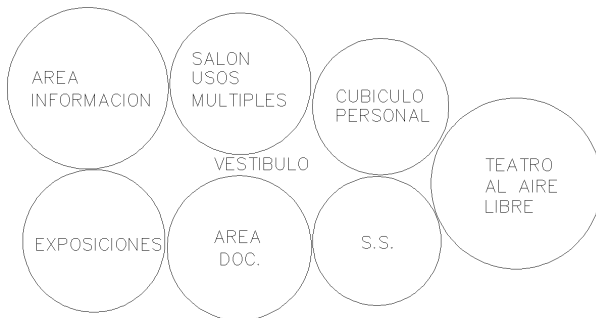 AREA
INFORMACION
SALON
USOS
MULTIPLES
CUBICULO
PERSONAL
VESTIBULO
TEATRO
AL AIRE
LIBRE
EXPOSICIONES
AREA
DOC.
S.S.